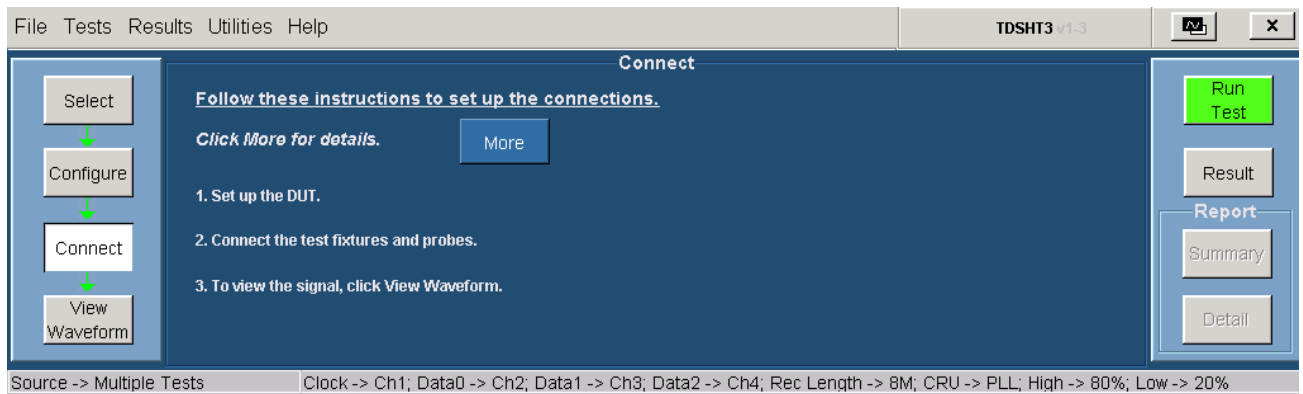 File Tests Results Utilities Help
TDSHT3 v1-3
x
Select
Configure
Connect
View
Waveform
Connect
Follow these instructions to set up the connections.
Click More for details.
More
1. Set up the DUT.
2. Connect the test fixtures and probes.
3. To view the signal, click View Waveform.
Run
Test
Result
Report
Summary
Detail
Source -> Multiple Tests
Clock -> Ch1; Data0 -> Ch2; Data1 -> Ch3; Data2 -> Ch4; Rec Length -> 8M; CRU -> PLL; High -> 80%; Low -> 20%